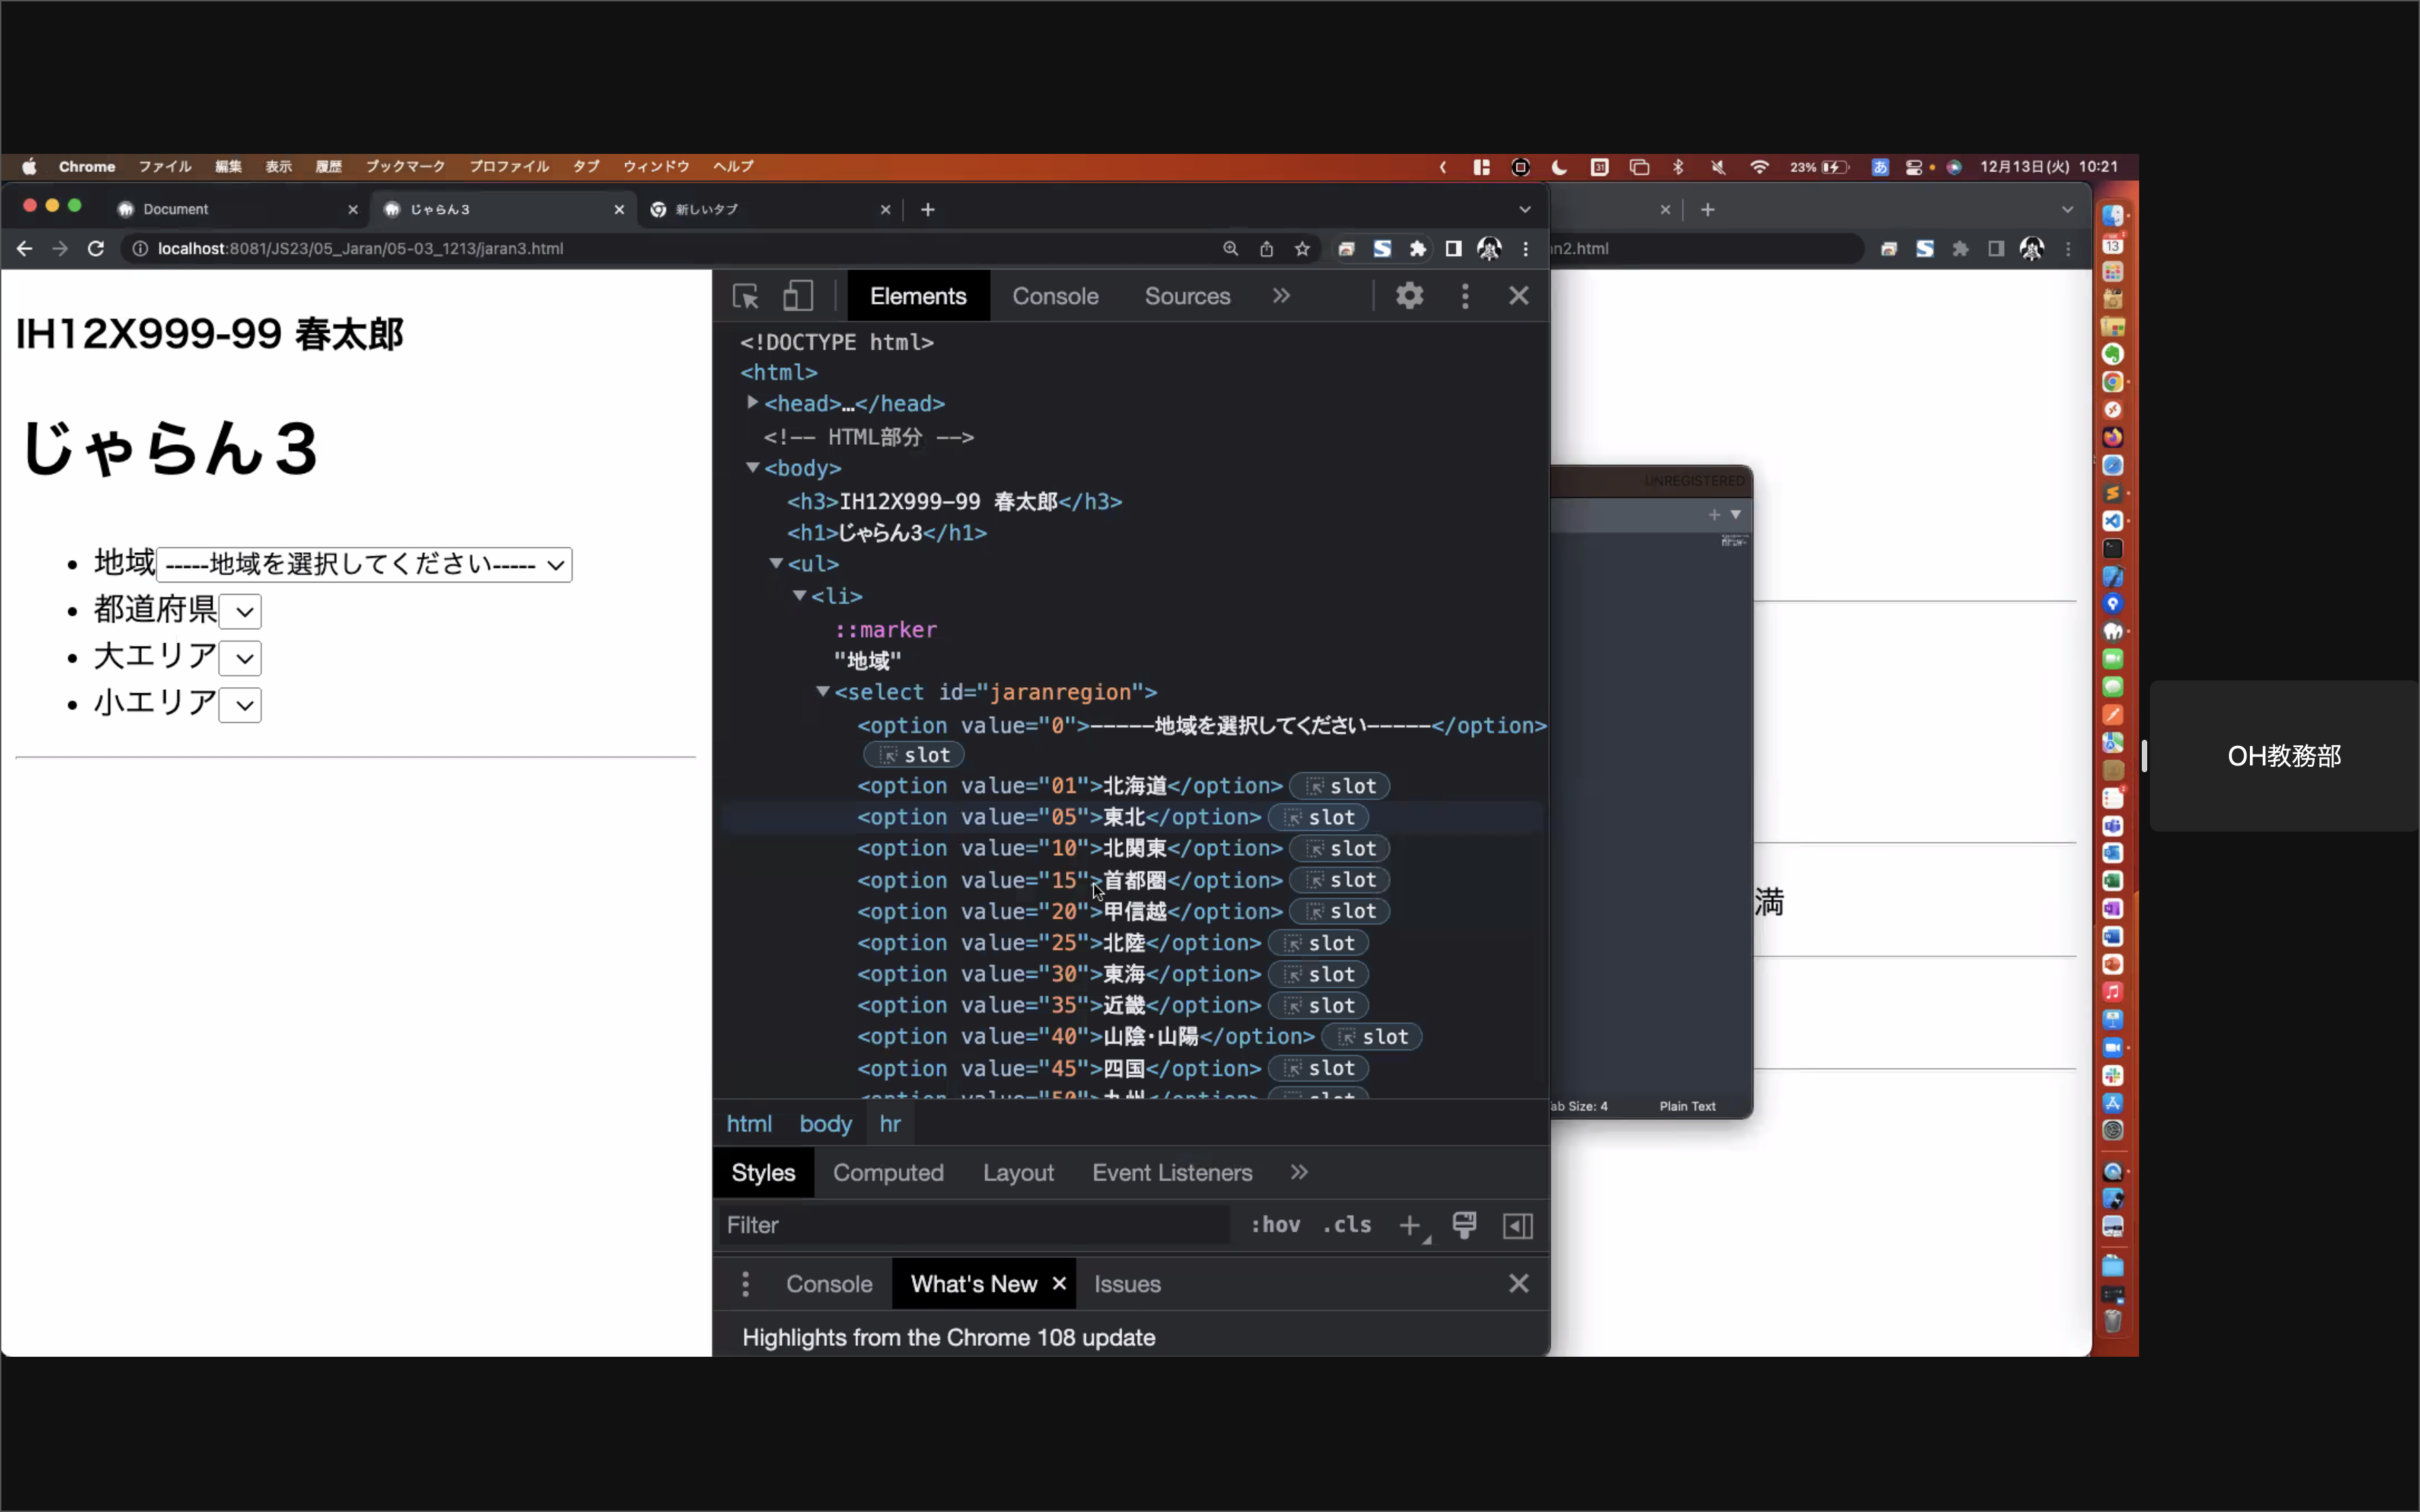 Chrome ファイル 編集 表示 履歴 ブックマーク プロファイル タブ ウィンドウ ヘルプ 31 23% あ 12月13日(火) 10:21
Document じゃらん3 新しいタブ
localhost:8081/JS23/05_Jaran/05-03_1213/jaran3.html
n2.html
IH12X999-99 春太郎
じゃらん３
地域 -----地域を選択してください-----
都道府県
大エリア
小エリア
Elements Console Sources
<!DOCTYPE html>
<html>
<head>…</head>
<!-- HTML部分 -->
<body>
<h3>IH12X999-99 春太郎</h3>
<h1>じゃらん3</h1>
<ul>
<li>
::marker
"地域"
<select id="jaranregion">
<option value="0">-----地域を選択してください-----</option>
slot
<option value="01">北海道</option> slot
<option value="05">東北</option> slot
<option value="10">北関東</option> slot
<option value="15">首都圏</option> slot
<option value="20">甲信越</option> slot
<option value="25">北陸</option> slot
<option value="30">東海</option> slot
<option value="35">近畿</option> slot
<option value="40">山陰・山陽</option> slot
<option value="45">四国</option> slot
<option value="50">九州</option> slot
html body hr
Styles Computed Layout Event Listeners
Filter :hov .cls
Console What's New Issues
Highlights from the Chrome 108 update
UNREGISTERED
満
ab Size: 4 Plain Text
13
OH教務部